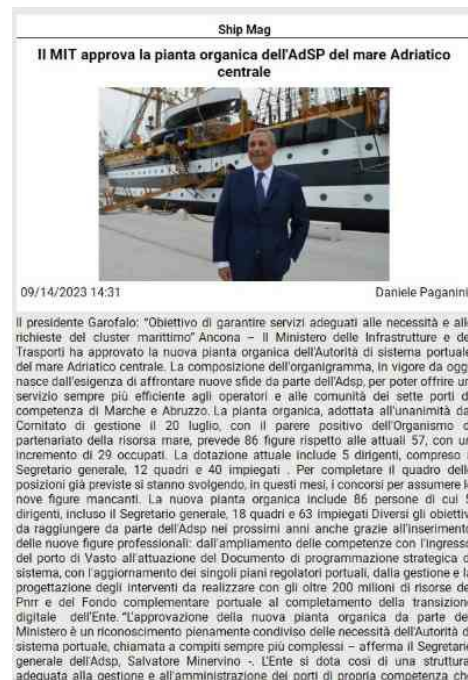 Ship Mag
Il MIT approva la pianta organica dell'AdSP del mare Adriatico
centrale
09/14/2023 14:31 Daniele Paganini
Il presidente Garofalo: "Obiettivo di garantire servizi adeguati alle necessità e alle
richieste del cluster marittimo" Ancona – Il Ministero delle Infrastrutture e dei
Trasporti ha approvato la nuova pianta organica dell'Autorità di sistema portuale
del mare Adriatico centrale. La composizione dell'organigramma, in vigore da oggi,
nasce dall'esigenza di affrontare nuove sfide da parte dell'Adsp, per poter offrire un
servizio sempre più efficiente agli operatori e alle comunità dei sette porti di
competenza di Marche e Abruzzo. La pianta organica, adottata all'unanimità dal
Comitato di gestione il 20 luglio, con il parere positivo dell'Organismo di
partenariato della risorsa mare, prevede 86 figure rispetto alle attuali 57, con un
incremento di 29 occupati. La dotazione attuale include 5 dirigenti, compreso il
Segretario generale, 12 quadri e 40 impiegati . Per completare il quadro delle
posizioni già previste si stanno svolgendo, in questi mesi, i concorsi per assumere le
nove figure mancanti. La nuova pianta organica include 86 persone di cui 5
dirigenti, incluso il Segretario generale, 18 quadri e 63 impiegati Diversi gli obiettivi
da raggiungere da parte dell'Adsp nei prossimi anni anche grazie all'inserimento
delle nuove figure professionali: dall'ampliamento delle competenze con l'ingresso
del porto di Vasto all'attuazione del Documento di programmazione strategica di
sistema, con l'aggiornamento dei singoli piani regolatori portuali, dalla gestione e la
progettazione degli interventi da realizzare con gli oltre 200 milioni di risorse del
Pnrr e del Fondo complementare portuale al completamento della transizione
digitale dell'Ente. "L'approvazione della nuova pianta organica da parte del
Ministero è un riconoscimento pienamente condiviso delle necessità dell'Autorità di
sistema portuale, chiamata a compiti sempre più complessi – afferma il Segretario
generale dell'Adsp, Salvatore Minervino -. L'Ente si dota così di una struttura
adeguata alla gestione e all'amministrazione dei porti di propria competenza che